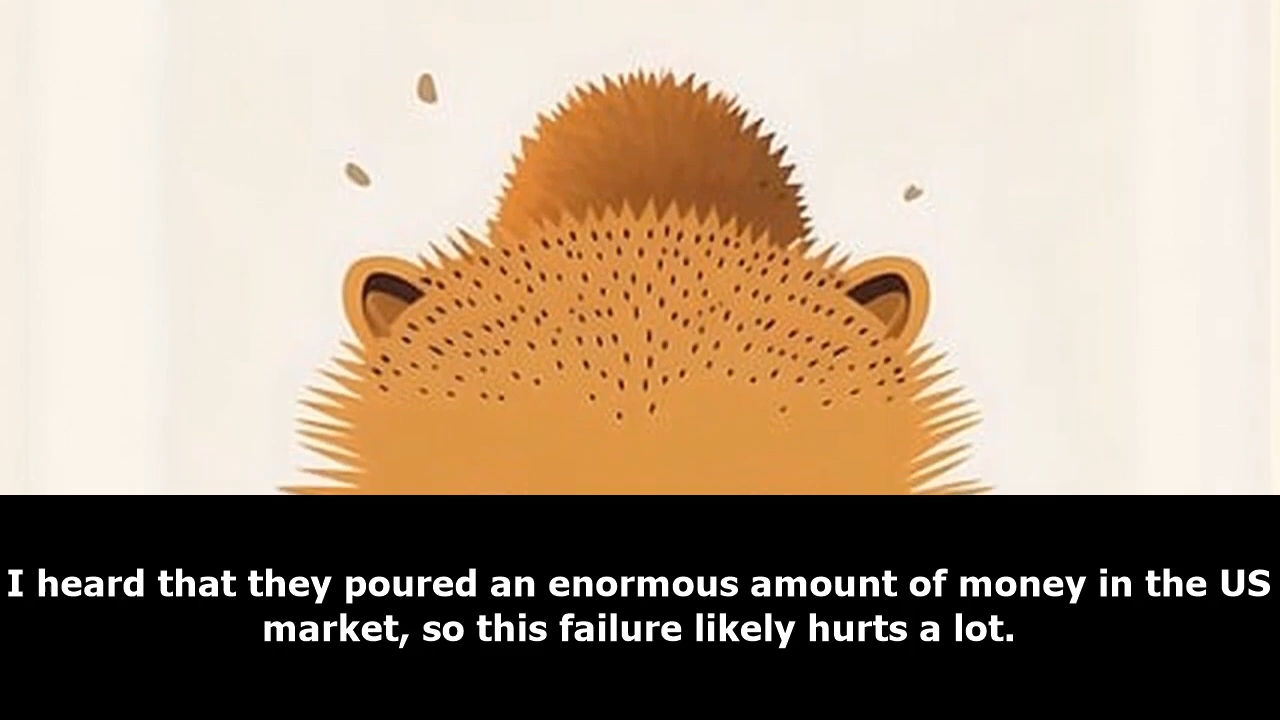 I heard that they poured an enormous amount of money in the US
market, so this failure likely hurts a lot.